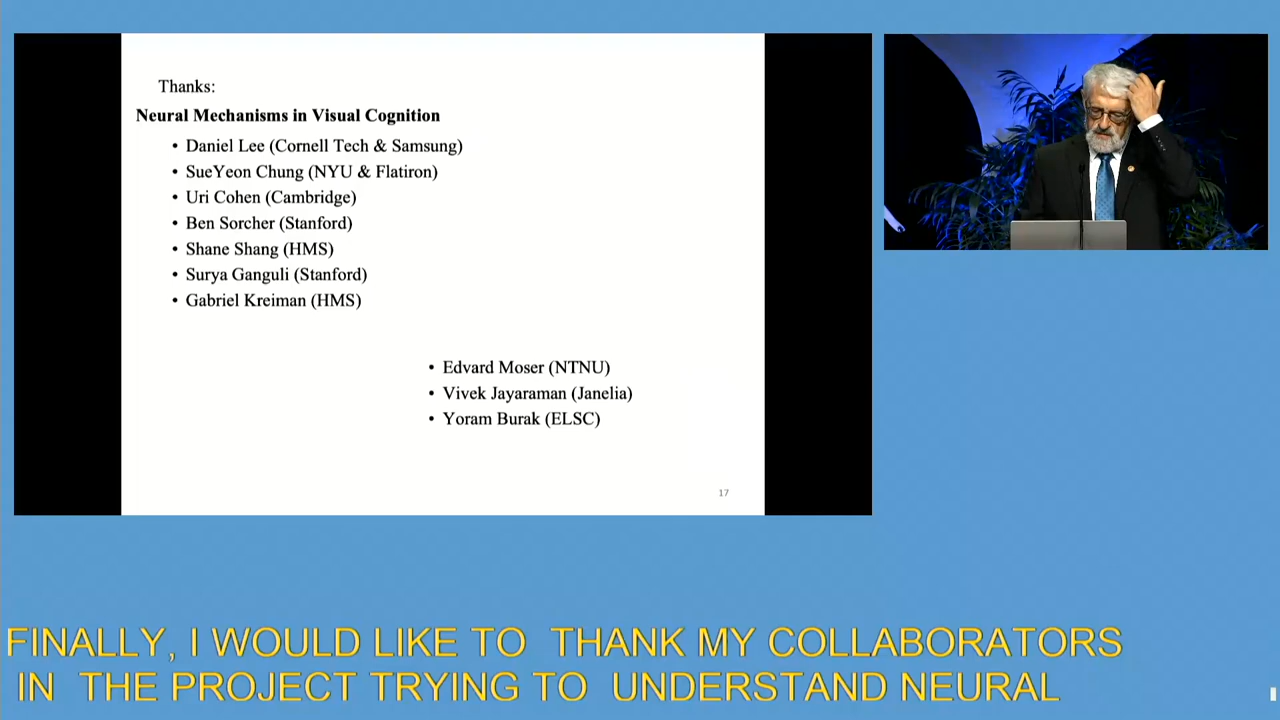 Thanks:
Neural Mechanisms in Visual Cognition
• Daniel Lee (Cornell Tech & Samsung)
• SueYeon Chung (NYU & Flatiron)
• Uri Cohen (Cambridge)
• Ben Sorcher (Stanford)
• Shane Shang (HMS)
• Surya Ganguli (Stanford)
• Gabriel Kreiman (HMS)
• Edvard Moser (NTNU)
• Vivek Jayaraman (Janelia)
• Yoram Burak (ELSC)
17
FINALLY, I WOULD LIKE TO THANK MY COLLABORATORS
IN THE PROJECT TRYING TO UNDERSTAND NEURAL